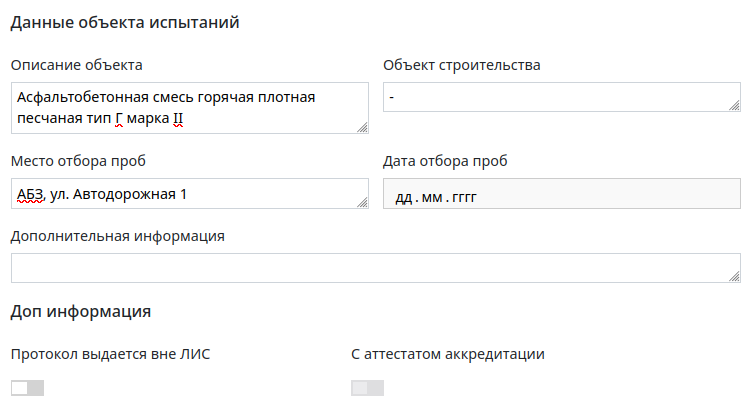 Данные объекта испытаний
Описание объекта
Объект строительства
Асфальтобетонная смесь горячая плотная
песчаная тип Г марка II
-
Место отбора проб
Дата отбора проб
АБЗ, ул. Автодорожная 1
дд.мм.гггг
Дополнительная информация
Доп информация
Протокол выдается вне ЛИС
С аттестатом аккредитации